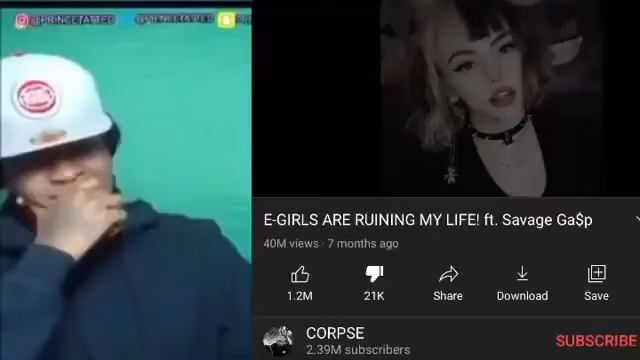 @PRINCETATTED @PRINCETATTED
E-GIRLS ARE RUINING MY LIFE! ft. Savage Ga$p
40M views · 7 months ago
1.2M 21K Share Download Save
CORPSE
2.39M subscribers
SUBSCRIBE